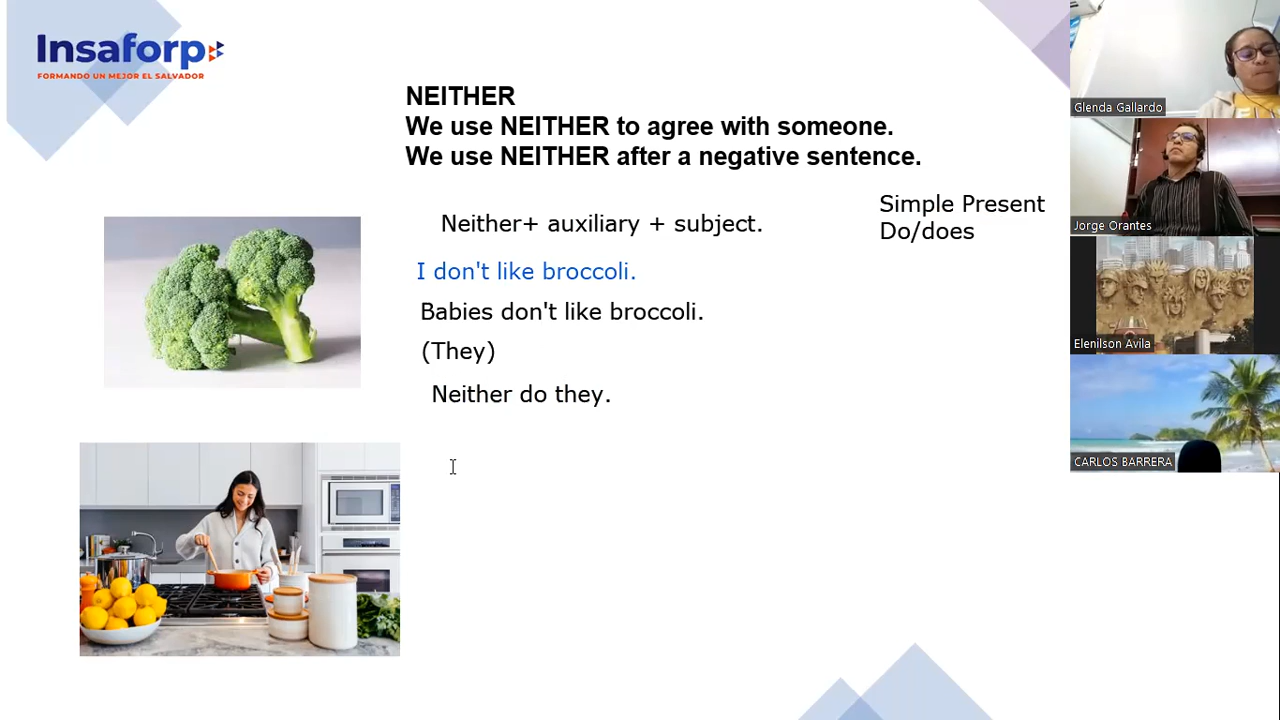 Insaforp
FORMANDO UN MEJOR EL SALVADOR
NEITHER
We use NEITHER to agree with someone.
We use NEITHER after a negative sentence.
Neither+ auxiliary + subject.
Simple Present
Do/does
I don't like broccoli.
Babies don't like broccoli.
(They)
Neither do they.
Glenda Gallardo
Jorge Orantes
Elenilson Avila
CARLOS BARRERA